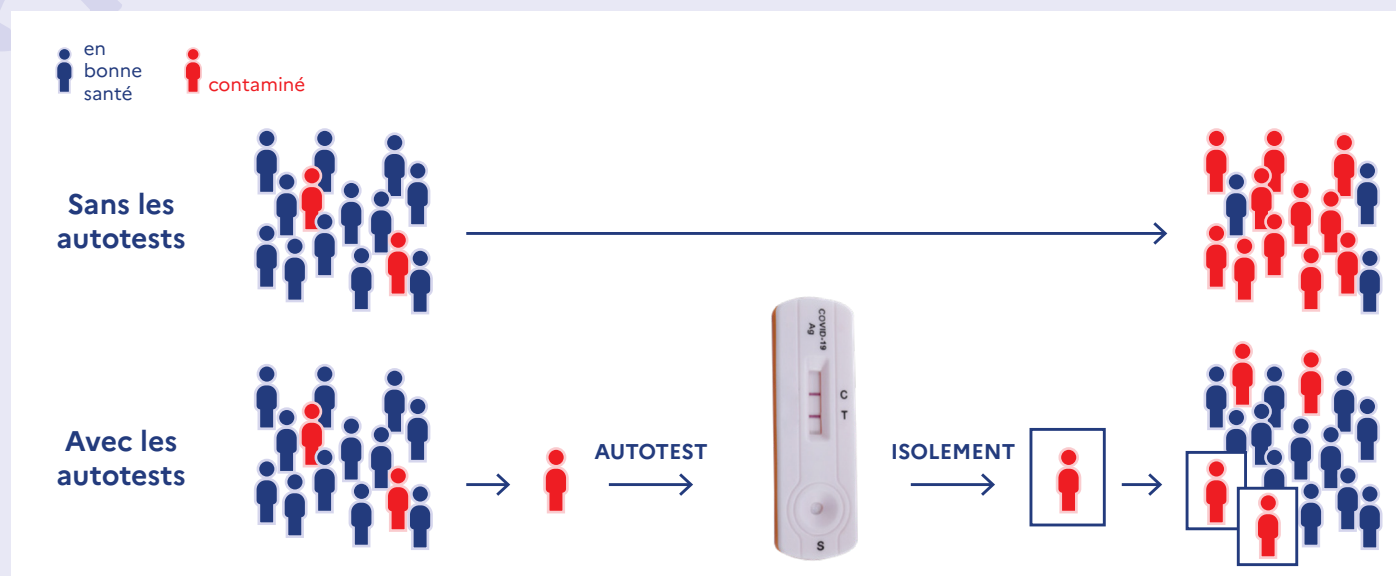 en
bonne
santé
contaminé
Sans les
autotests
COVID-19
Ag
C
T
S
Avec les
autotests
AUTOTEST
ISOLEMENT